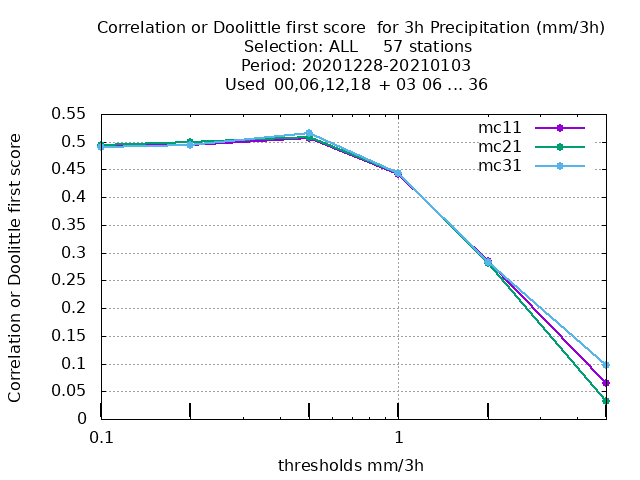 Correlation or Doolittle first score  for 3h Precipitation (mm/3h)
Selection: ALL     57 stations
Period: 20201228-20210103
Used  00,06,12,18  + 03 06 ... 36
Correlation or Doolittle first score
0.55
0.5
0.45
0.4
0.35
0.3
0.25
0.2
0.15
0.1
0.05
0
mc11
mc21
mc31
0.1
1
thresholds mm/3h